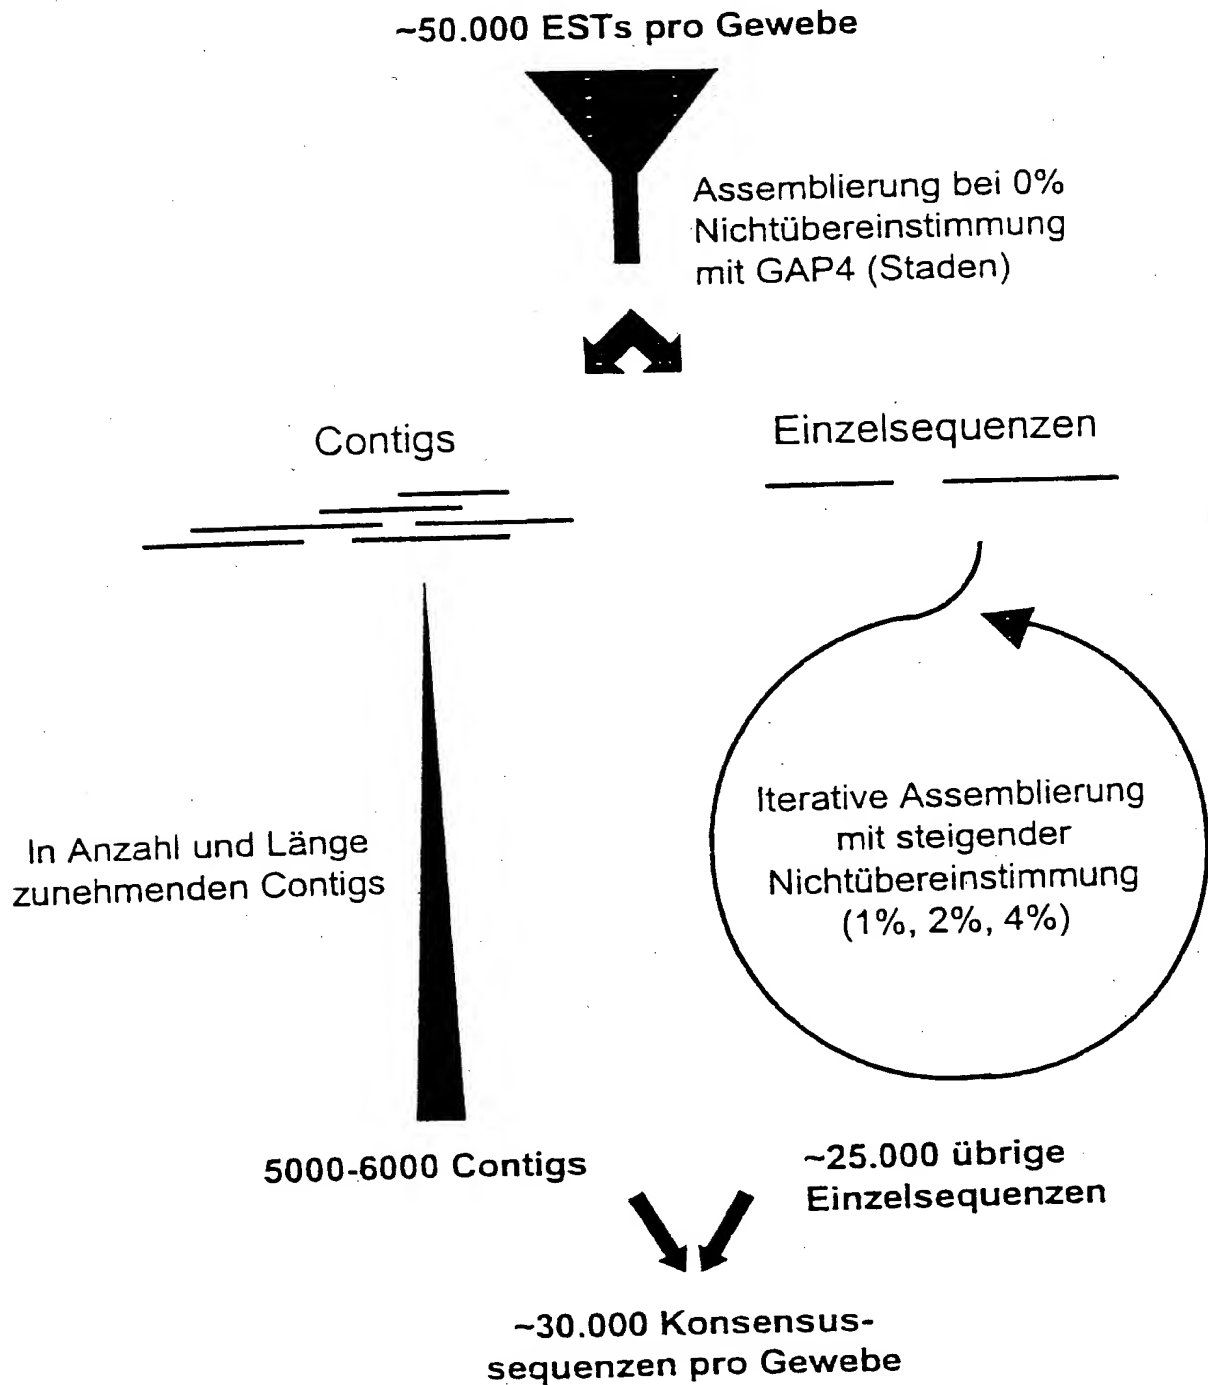 ~50.000 ESTs pro Gewebe
Assemblierung bei 0%
Nichtübereinstimmung
mit GAP4 (Staden)
Contigs
Einzelsequenzen
In Anzahl und Länge
zunehmenden Contigs
Iterative Assemblierung
mit steigender
Nichtübereinstimmung
(1%, 2%, 4%)
5000-6000 Contigs
~25.000 übrige
Einzelsequenzen
~30.000 Konsensus-
sequenzen pro Gewebe